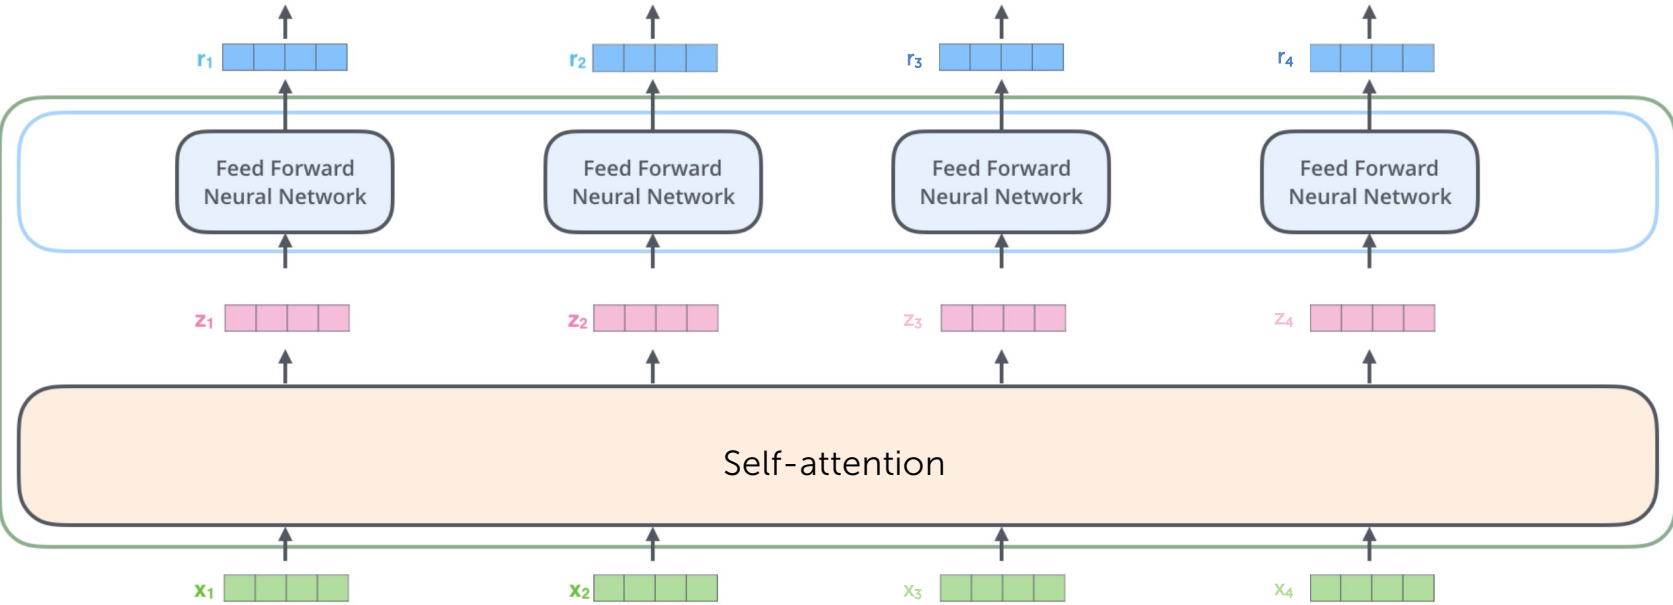 r1 r2 r3 r4
Feed Forward Neural Network
Feed Forward Neural Network
Feed Forward Neural Network
Feed Forward Neural Network
z1 z2 z3 z4
Self-attention
x1 x2 x3 x4